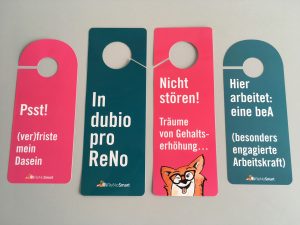 Psst!
(ver)friste
mein
Dasein
ReNoSmart
In
dubio
pro
ReNo
ReNoSmart
Nicht
stören!
Träume
von Gehalts-
erhöhung...
Hier
arbeitet:
eine beA
(besonders
engagierte
Arbeitskraft)
ReNoSmart